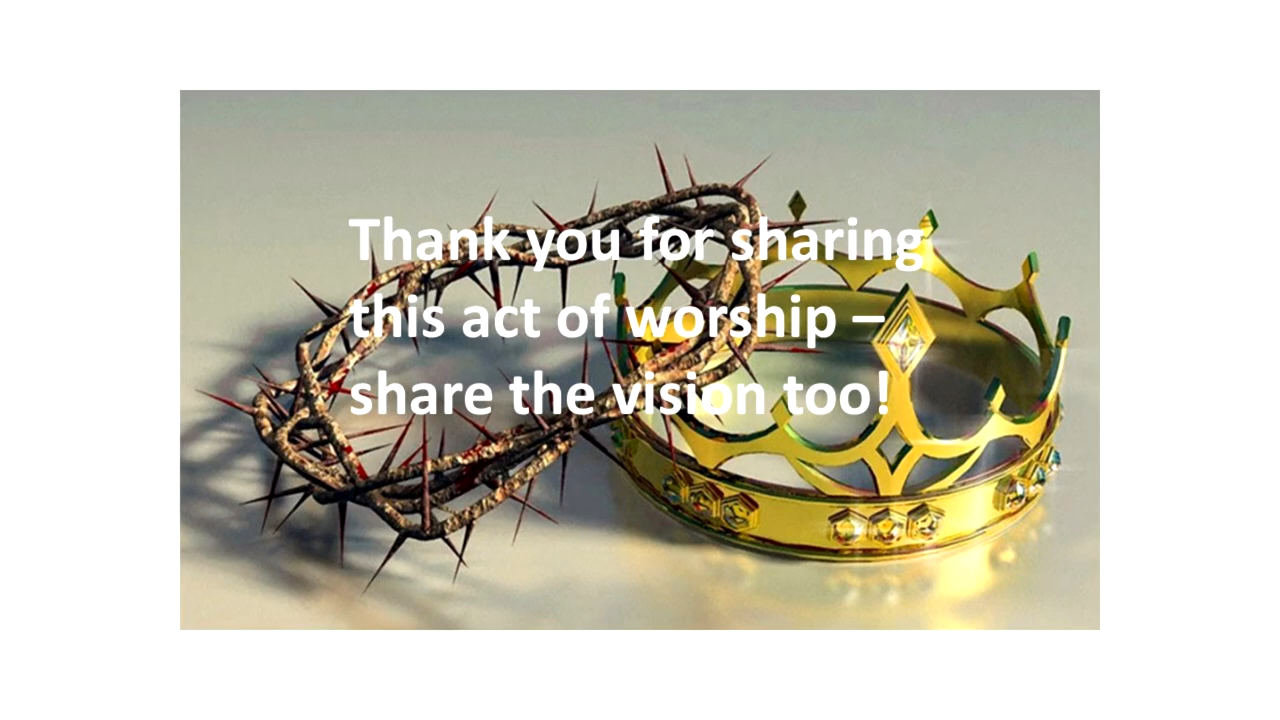 Thank you for sharing
this act of worship –
share the vision too!